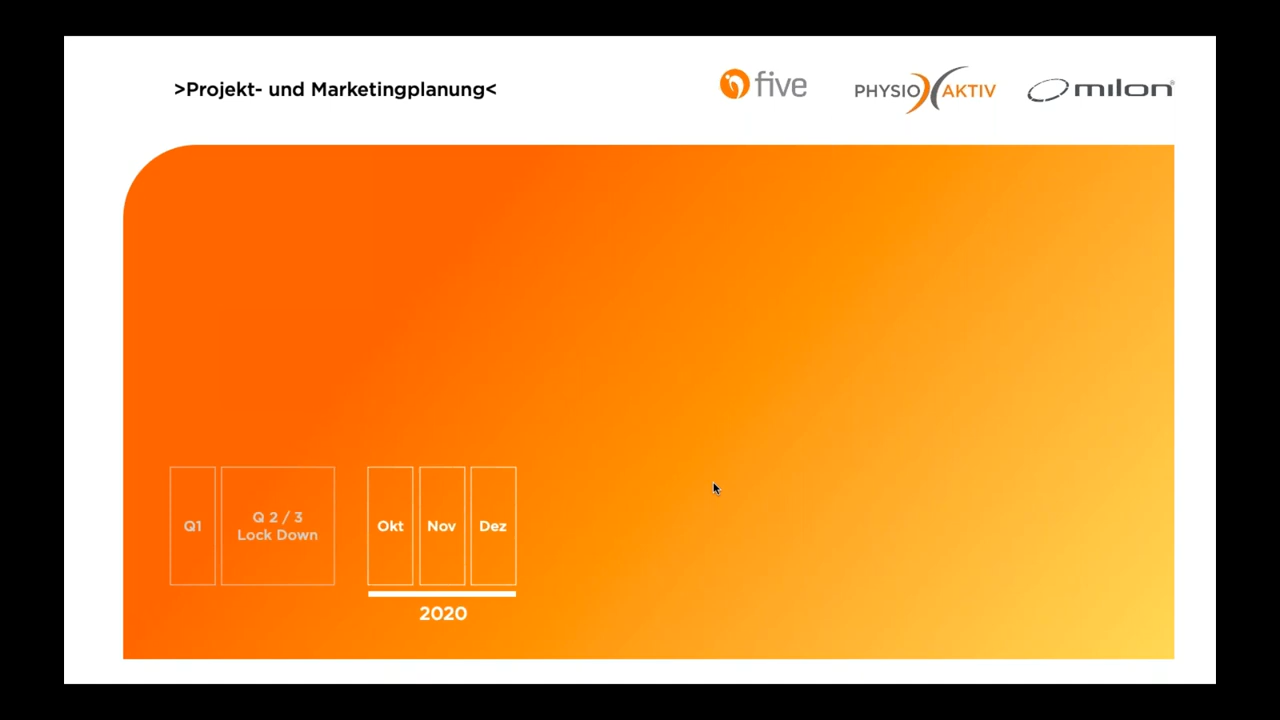 >Projekt- und Marketingplanung<
five
PHYSIO AKTIV
milon®
Q1
Q 2 / 3
Lock Down
Okt
Nov
Dez
2020